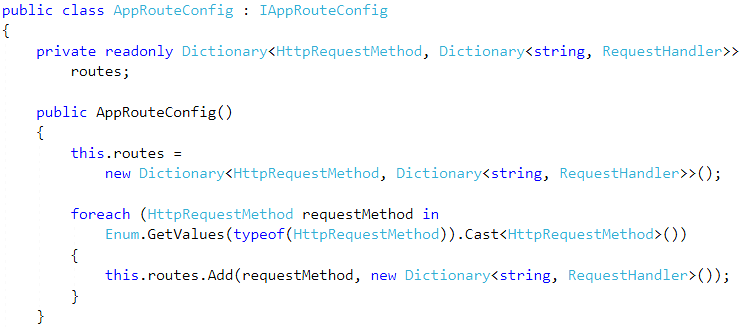 public class AppRouteConfig : IAppRouteConfig
{
    private readonly Dictionary<HttpRequestMethod, Dictionary<string, RequestHandler>>
        routes;

    public AppRouteConfig()
    {
        this.routes =
            new Dictionary<HttpRequestMethod, Dictionary<string, RequestHandler>>();

        foreach (HttpRequestMethod requestMethod in
            Enum.GetValues(typeof(HttpRequestMethod)).Cast<HttpRequestMethod>())
        {
            this.routes.Add(requestMethod, new Dictionary<string, RequestHandler>());
        }
    }